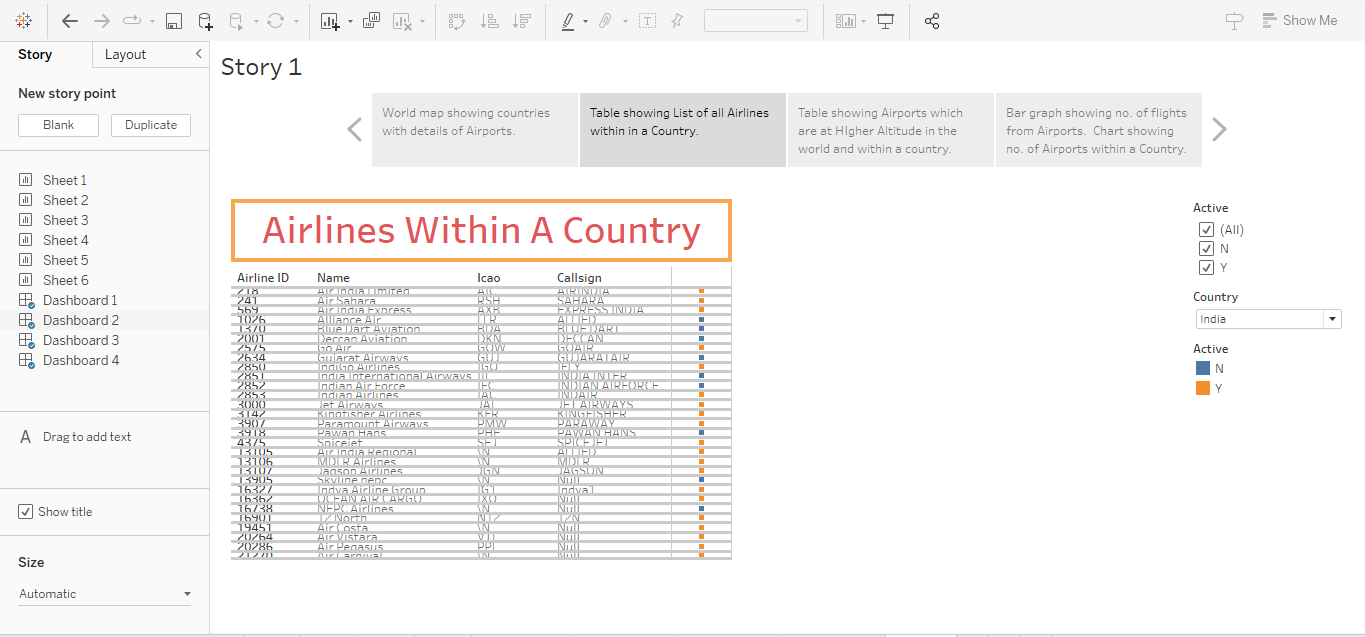 Show Me
Story
Layout
Story 1
New story point
Blank
Duplicate
World map showing countries
with details of Airports.
Table showing List of all Airlines
within in a Country.
Table showing Airports which
are at HIgher Altitude in the
world and within a country.
Bar graph showing no. of flights
from Airports. Chart showing
no. of Airports within a Country.
Sheet 1
Sheet 2
Sheet 3
Sheet 4
Sheet 5
Sheet 6
Dashboard 1
Dashboard 2
Dashboard 3
Dashboard 4
A Drag to add text
Show title
Size
Automatic
Airlines Within A Country
Airline ID Name Icao Callsign
218 Air India Limited AIC AIRINDIA
241 Air Sahara RSH SAHARA
569 Air India Express AXB EXPRESS INDIA
1026 Alliance Air LLR ALLIED
1370 Blue Dart Aviation BDA BLUE DART
2001 Deccan Aviation DKN DECCAN
2575 Go Air GOW GOAIR
2634 Gujarat Airways GUJ GUJARATAIR
2850 IndiGo Airlines IGO IFLY
2851 India International Airways III INDIA INTER
2852 Indian Air Force IFC INDIAN AIRFORCE
2853 Indian Airlines IAC INDAIR
3000 Jet Airways JAI JET AIRWAYS
3142 Kingfisher Airlines KFR KINGFISHER
3907 Paramount Airways PMW PARAWAY
3918 Pawan Hans PHE PAWAN HANS
4375 Spicejet SEJ SPICEJET
13105 Air India Regional \N ALLIED
13106 MDLR Airlines \N MDLR
13107 Jagson Airlines JGN JAGSON
13905 Skyline nepc \N Null
16327 Indya Airline Group IG1 Indya1
16362 OCEAN AIR CARGO IXO Null
16738 NEPC Airlines \N Null
16901 12 North N12 12N
19451 Air Costa \N Null
20264 Air Vistara VTI Null
20286 Air Pegasus PPL Null
21270 Air Carnival \N Null
Active
(All)
N
Y
Country
India
Active
N
Y